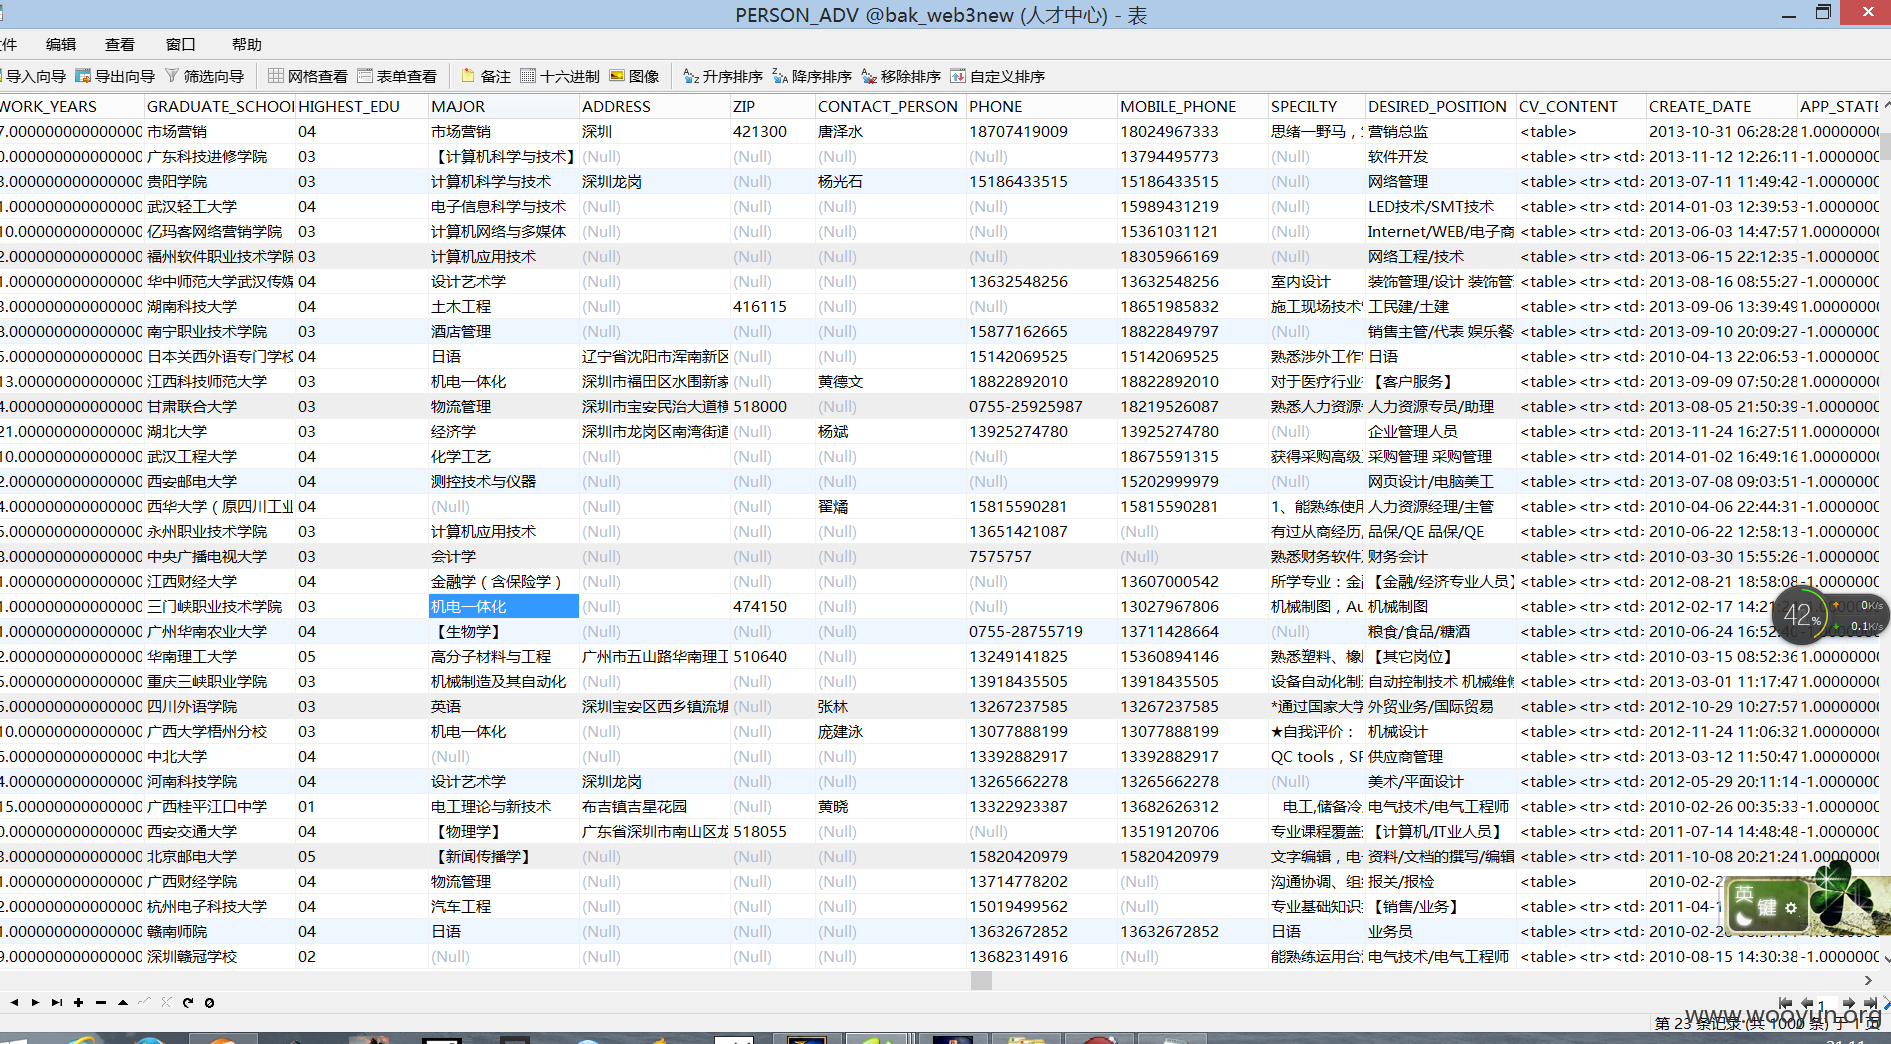 PERSON_ADV @bak_web3new (人才中心) - 表
件 编辑 查看 窗口 帮助
导入向导 导出向导 筛选向导 网格查看 表单查看 备注 十六进制 图像 升序排序 降序排序 移除排序 自定义排序
WORK_YEARS GRADUATE_SCHOOL HIGHEST_EDU MAJOR ADDRESS ZIP CONTACT_PERSON PHONE MOBILE_PHONE SPECILTY DESIRED_POSITION CV_CONTENT CREATE_DATE APP_STATE
7.000000000000000 市场营销 04 市场营销 深圳 421300 唐泽水 18707419009 18024967333 思绪一野马， 营销总监 <table> 2013-10-31 06:28:28 1.0000000
0.000000000000000 广东科技进修学院 03 【计算机科学与技术】 (Null) (Null) (Null) (Null) 13794495773 (Null) 软件开发 <table><tr><td> 2013-11-12 12:26:11 -1.0000000
3.000000000000000 贵阳学院 03 计算机科学与技术 深圳龙岗 (Null) 杨光石 15186433515 15186433515 (Null) 网络管理 <table><tr><td> 2013-07-11 11:49:42 -1.0000000
1.000000000000000 武汉轻工大学 04 电子信息科学与技术 (Null) (Null) (Null) (Null) 15989431219 (Null) LED技术/SMT技术 <table><tr><td> 2014-01-03 12:39:53 -1.0000000
10.00000000000000 亿玛客网络营销学院 03 计算机网络与多媒体 (Null) (Null) (Null) (Null) 15361031121 (Null) Internet/WEB/电子商 <table><tr><td> 2013-06-03 14:47:57 1.0000000
2.000000000000000 福州软件职业技术学院 03 计算机应用技术 (Null) (Null) (Null) (Null) 18305966169 (Null) 网络工程/技术 <table><tr><td> 2013-06-15 22:12:35 -1.0000000
1.000000000000000 华中师范大学武汉传媒 04 设计艺术学 (Null) (Null) (Null) 13632548256 13632548256 室内设计 装饰管理/设计 装饰管 <table><tr><td> 2013-08-16 08:55:27 -1.0000000
3.000000000000000 湖南科技大学 04 土木工程 (Null) 416115 (Null) (Null) 18651985832 施工现场技术 工民建/土建 <table><tr><td> 2013-09-06 13:39:49 1.0000000
3.000000000000000 南宁职业技术学院 03 酒店管理 (Null) (Null) (Null) 15877162665 18822849797 (Null) 销售主管/代表 娱乐餐 <table><tr><td> 2013-09-10 20:09:27 -1.0000000
5.000000000000000 日本关西外语专门学校 04 日语 辽宁省沈阳市浑南新区 (Null) (Null) 15142069525 15142069525 熟悉涉外工作 日语 <table><tr><td> 2010-04-13 22:06:53 -1.0000000
13.00000000000000 江西科技师范大学 03 机电一体化 深圳市福田区水围新家 (Null) 黄德文 18822892010 18822892010 对于医疗行业 【客户服务】 <table><tr><td> 2013-09-09 07:50:28 1.0000000
4.000000000000000 甘肃联合大学 03 物流管理 深圳市宝安民治大道横 518000 (Null) 0755-25925987 18219526087 熟悉人力资源 人力资源专员/助理 <table><tr><td> 2013-08-05 21:50:39 -1.0000000
21.00000000000000 湖北大学 03 经济学 深圳市龙岗区南湾街道 (Null) 杨斌 13925274780 13925274780 (Null) 企业管理人员 <table><tr><td> 2013-11-24 16:27:51 1.0000000
10.00000000000000 武汉工程大学 04 化学工艺 (Null) (Null) (Null) (Null) 18675591315 获得采购高级 采购管理 采购管理 <table><tr><td> 2014-01-02 16:49:16 1.0000000
2.000000000000000 西安邮电大学 04 测控技术与仪器 (Null) (Null) (Null) (Null) 15202999979 (Null) 网页设计/电脑美工 <table><tr><td> 2013-07-08 09:03:51 -1.0000000
4.000000000000000 西华大学（原四川工业 04 (Null) (Null) (Null) 翟燏 15815590281 15815590281 1、能熟练使用 人力资源经理/主管 <table><tr><td> 2010-04-06 22:44:31 -1.0000000
5.000000000000000 永州职业技术学院 03 计算机应用技术 (Null) (Null) (Null) 13651421087 (Null) 有过从商经历, 品保/QE 品保/QE <table><tr><td> 2010-06-22 12:58:13 -1.0000000
3.000000000000000 中央广播电视大学 03 会计学 (Null) (Null) (Null) 7575757 (Null) 熟悉财务软件 财务会计 <table><tr><td> 2010-03-30 15:55:26 -1.0000000
1.000000000000000 江西财经大学 04 金融学（含保险学） (Null) (Null) (Null) (Null) 13607000542 所学专业：金融 【金融/经济专业人员】 <table><tr><td> 2012-08-21 18:58:08 -1.0000000
1.000000000000000 三门峡职业技术学院 03 机电一体化 (Null) 474150 (Null) (Null) 13027967806 机械制图，Au 机械制图 <table><tr><td> 2012-02-17 14:21
1.000000000000000 广州华南农业大学 04 【生物学】 (Null) (Null) (Null) 0755-28755719 13711428664 (Null) 粮食/食品/糖酒 <table><tr><td> 2010-06-24 16:52:4
2.000000000000000 华南理工大学 05 高分子材料与工程 广州市五山路华南理工 510640 (Null) 13249141825 15360894146 熟悉塑料、橡 【其它岗位】 <table><tr><td> 2010-03-15 08:52:36 1.0000000
5.000000000000000 重庆三峡职业学院 03 机械制造及其自动化 (Null) (Null) (Null) 13918435505 13918435505 设备自动化制 自动控制技术 机械维修 <table><tr><td> 2013-03-01 11:17:47 1.0000000
5.000000000000000 四川外语学院 03 英语 深圳宝安区西乡镇流塘 (Null) 张林 13267237585 13267237585 *通过国家大学 外贸业务/国际贸易 <table><tr><td> 2012-10-29 10:27:57 1.0000000
10.00000000000000 广西大学梧州分校 03 机电一体化 (Null) (Null) 庞建泳 13077888199 13077888199 ★自我评价： 机械设计 <table><tr><td> 2012-11-24 11:06:32 1.0000000
5.000000000000000 中北大学 04 (Null) (Null) (Null) (Null) 13392882917 13392882917 QC tools，SP 供应商管理 <table><tr><td> 2013-03-12 11:50:47 1.0000000
4.000000000000000 河南科技学院 04 设计艺术学 深圳龙岗 (Null) (Null) 13265662278 13265662278 (Null) 美术/平面设计 <table><tr><td> 2012-05-29 20:11:14 -1.0000000
15.00000000000000 广西桂平江口中学 01 电工理论与新技术 布吉镇吉星花园 (Null) 黄晓 13322923387 13682626312 电工,储备冷 电气技术/电气工程师 <table><tr><td> 2010-02-26 00:35:33 -1.0000000
0.000000000000000 西安交通大学 04 【物理学】 广东省深圳市南山区龙 518055 (Null) (Null) 13519120706 专业课程覆盖 【计算机/IT业人员】 <table><tr><td> 2011-07-14 14:48:48 -1.0000000
3.000000000000000 北京邮电大学 05 【新闻传播学】 (Null) (Null) (Null) 15820420979 15820420979 文字编辑，电 资料/文档的撰写/编辑 <table><tr><td> 2011-10-08 20:21:24 1.0000000
1.000000000000000 广西财经学院 04 物流管理 (Null) (Null) (Null) 13714778202 (Null) 沟通协调、组 报关/报检 <table> 2010-02-2
2.000000000000000 杭州电子科技大学 04 汽车工程 (Null) (Null) (Null) 15019499562 (Null) 专业基础知识 【销售/业务】 <table><tr><td> 2011-04-1
1.000000000000000 赣南师院 04 日语 (Null) (Null) (Null) 13632672852 13632672852 日语 业务员 <table><tr><td> 2010-02-2
9.000000000000000 深圳赣冠学校 02 (Null) (Null) (Null) (Null) 13682314916 (Null) 能熟练运用台 电气技术/电气工程师 <table><tr><td> 2010-08-15 14:30:38 -1.0000000
42% 0K/s
0.1K/s
英 键
1
第 23 条记录 (共 1000 条) 于 1 页
www.wooyun.org